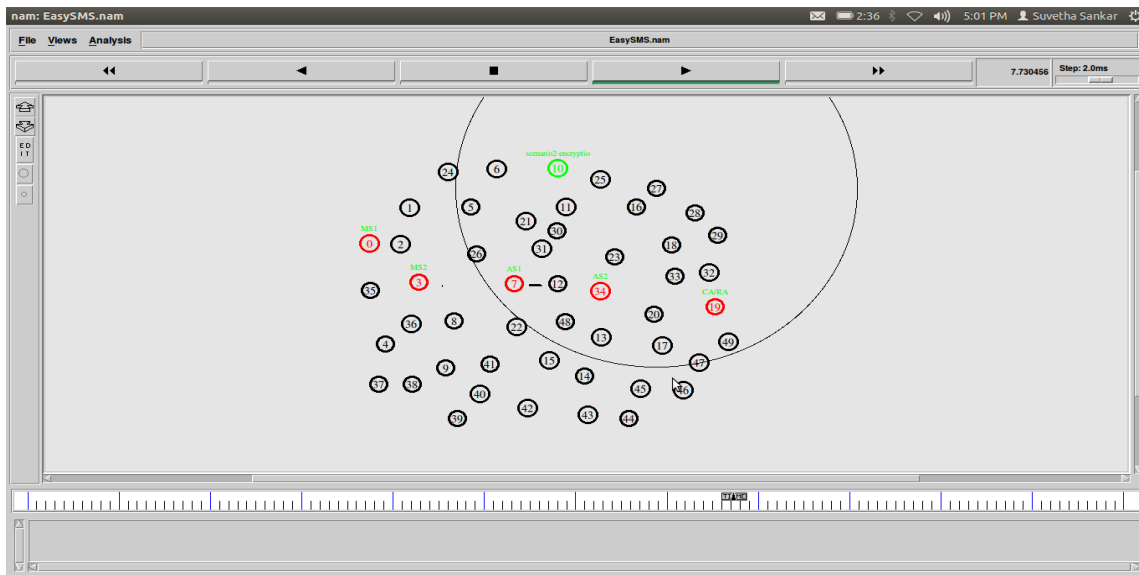 nam: EasySMS.nam 2:36 5:01 PM Suvetha Sankar
File Views Analysis EasySMS.nam
7.730456 Step: 2.0ms
E D
I T
scenario2-encryptio
24 6 10 25 27
1 5 11 16 28
21 30 29
MS1
0 2 31 18
26 23
MS2 AS1 AS2 33 32
35 3 7 12 34 CA/RA
19
36 8 22 48 20
4 13 17 49
9 41 15 47
37 38 40 14 45 46
39 42 43 44
TIME